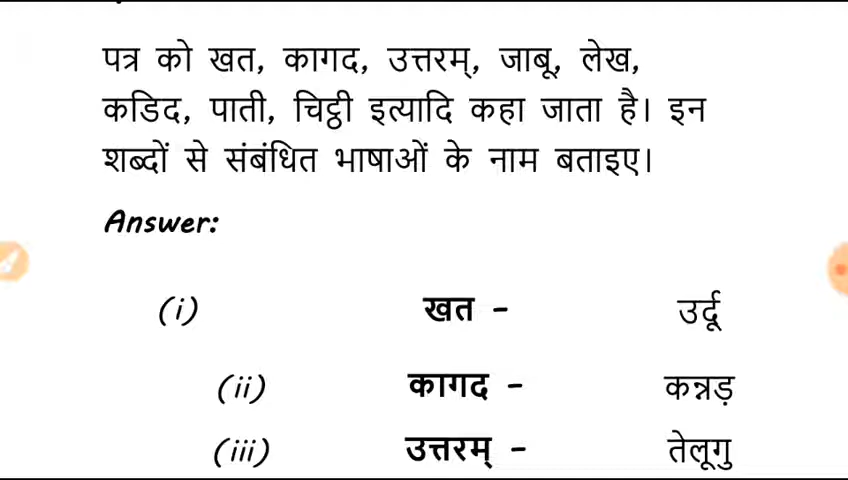 पत्र को खत, कागद, उत्तरम्, जाबू, लेख,
कडिद, पाती, चिट्ठी इत्यादि कहा जाता है। इन
शब्दों से संबंधित भाषाओं के नाम बताइए।
Answer:
(i) खत - उर्दू
(ii) कागद - कन्नड़
(iii) उत्तरम् - तेलूगु